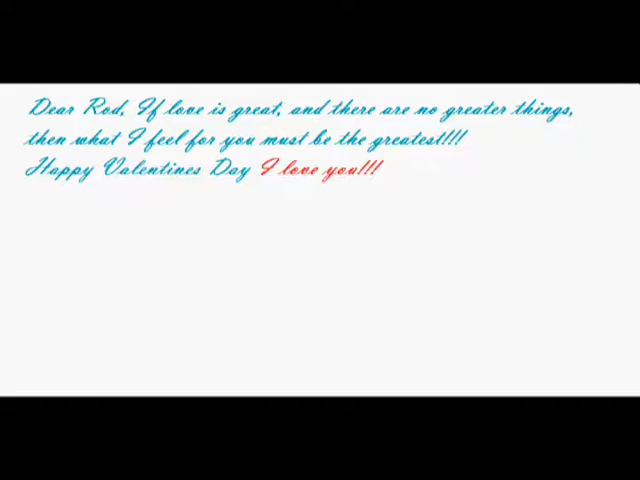 Dear Rod, If love is great, and there are no greater things,
then what I feel for you must be the greatest!!!
Happy Valentines Day I love you!!!